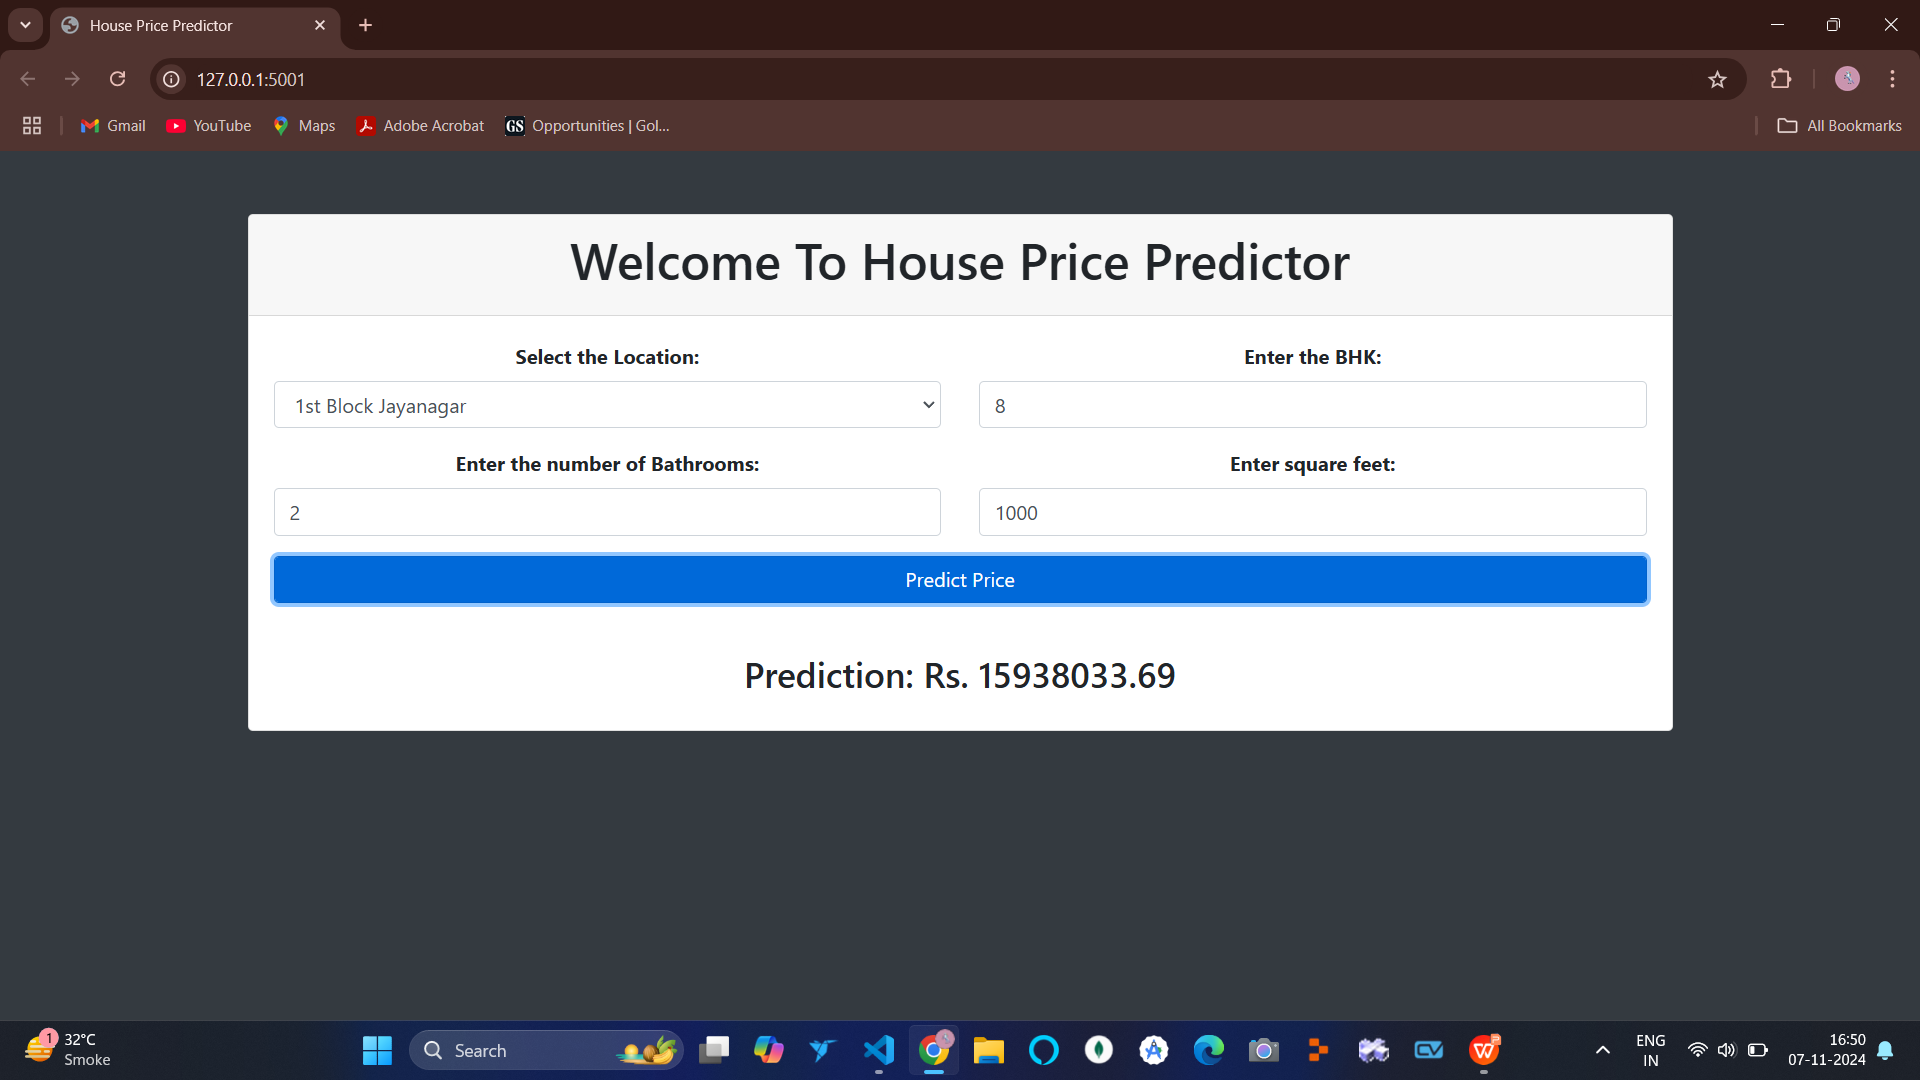 House Price Predictor
127.0.0.1:5001
Gmail
YouTube
Maps
Adobe Acrobat
GS
Opportunities | Gol...
All Bookmarks
Welcome To House Price Predictor
Select the Location:
Enter the BHK:
1st Block Jayanagar
8
Enter the number of Bathrooms:
Enter square feet:
2
1000
Predict Price
Prediction: Rs. 15938033.69
1
32°C
Smoke
Search
CV
W
P
ENG
IN
16:50
07-11-2024